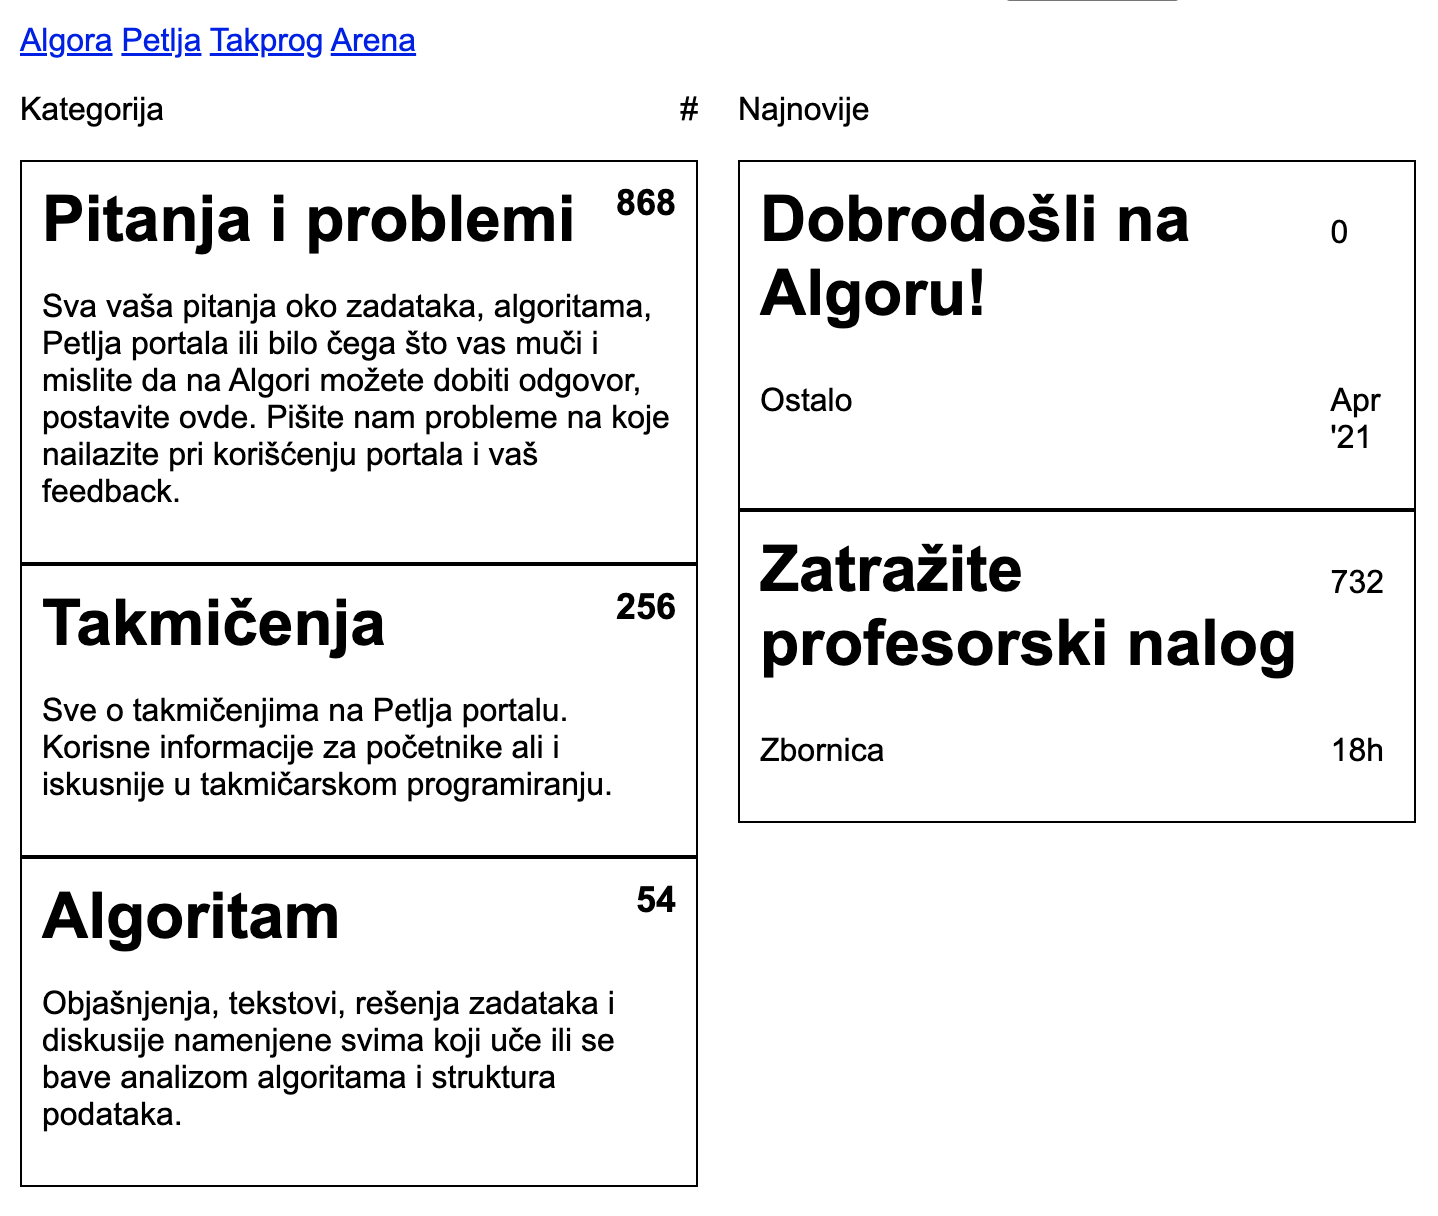 Algora Petlja Takprog Arena
Kategorija #
Pitanja i problemi 868
Sva vaša pitanja oko zadataka, algoritama,
Petlja portala ili bilo čega što vas muči i
mislite da na Algori možete dobiti odgovor,
postavite ovde. Pišite nam probleme na koje
nailazite pri korišćenju portala i vaš
feedback.
Takmičenja 256
Sve o takmičenjima na Petlja portalu.
Korisne informacije za početnike ali i
iskusnije u takmičarskom programiranju.
Algoritam 54
Objašnjenja, tekstovi, rešenja zadataka i
diskusije namenjene svima koji uče ili se
bave analizom algoritama i struktura
podataka.
Najnovije
Dobrodošli na 0
Algoru!
Ostalo Apr
'21
Zatražite 732
profesorski nalog
Zbornica 18h